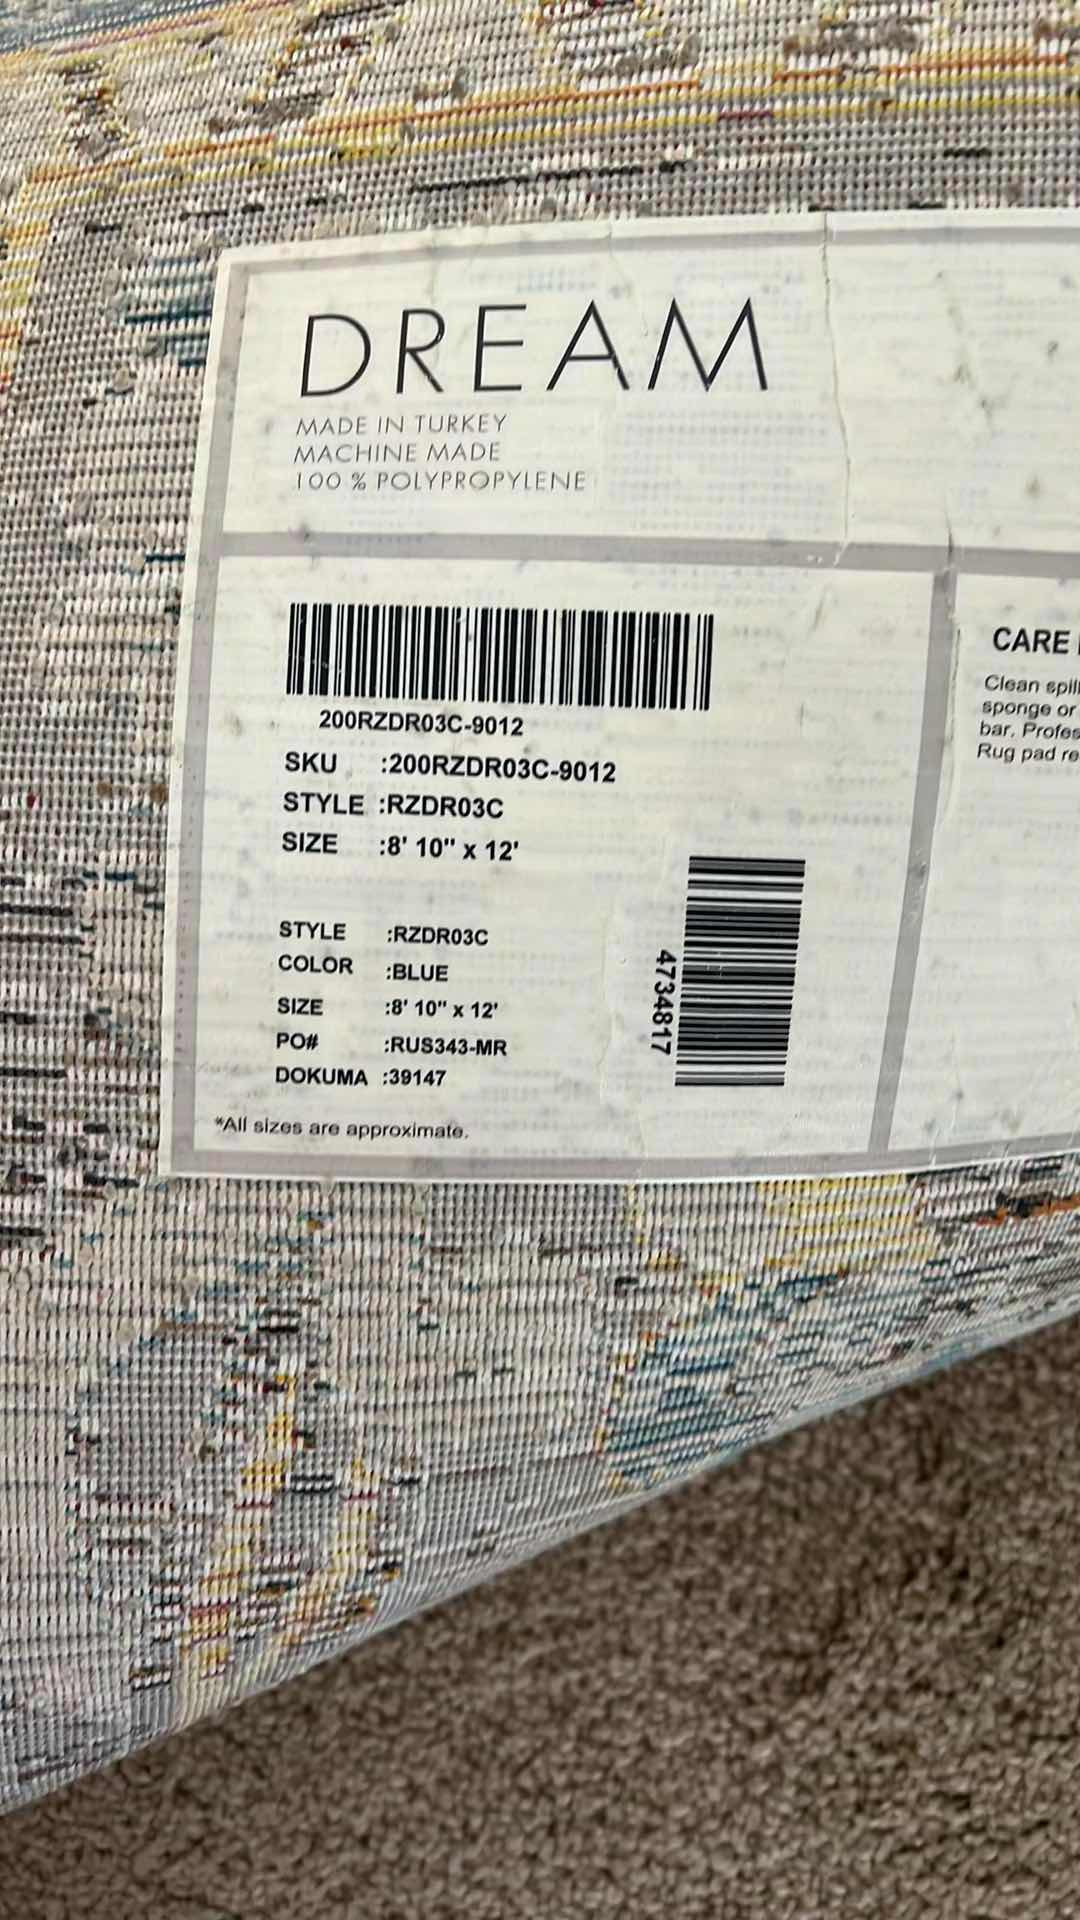 DREAM
MADE IN TURKEY
MACHINE MADE
100 % POLYPROPYLENE
200RZDR03C-9012
SKU :200RZDR03C-9012
STYLE :RZDR03C
SIZE :8' 10" x 12'
STYLE :RZDR03C
COLOR :BLUE
SIZE :8' 10" x 12'
PO# :RUS343-MR
DOKUMA :39147
*All sizes are approximate.
4734817
CARE
Clean spill
sponge or
bar. Profes
Rug pad re